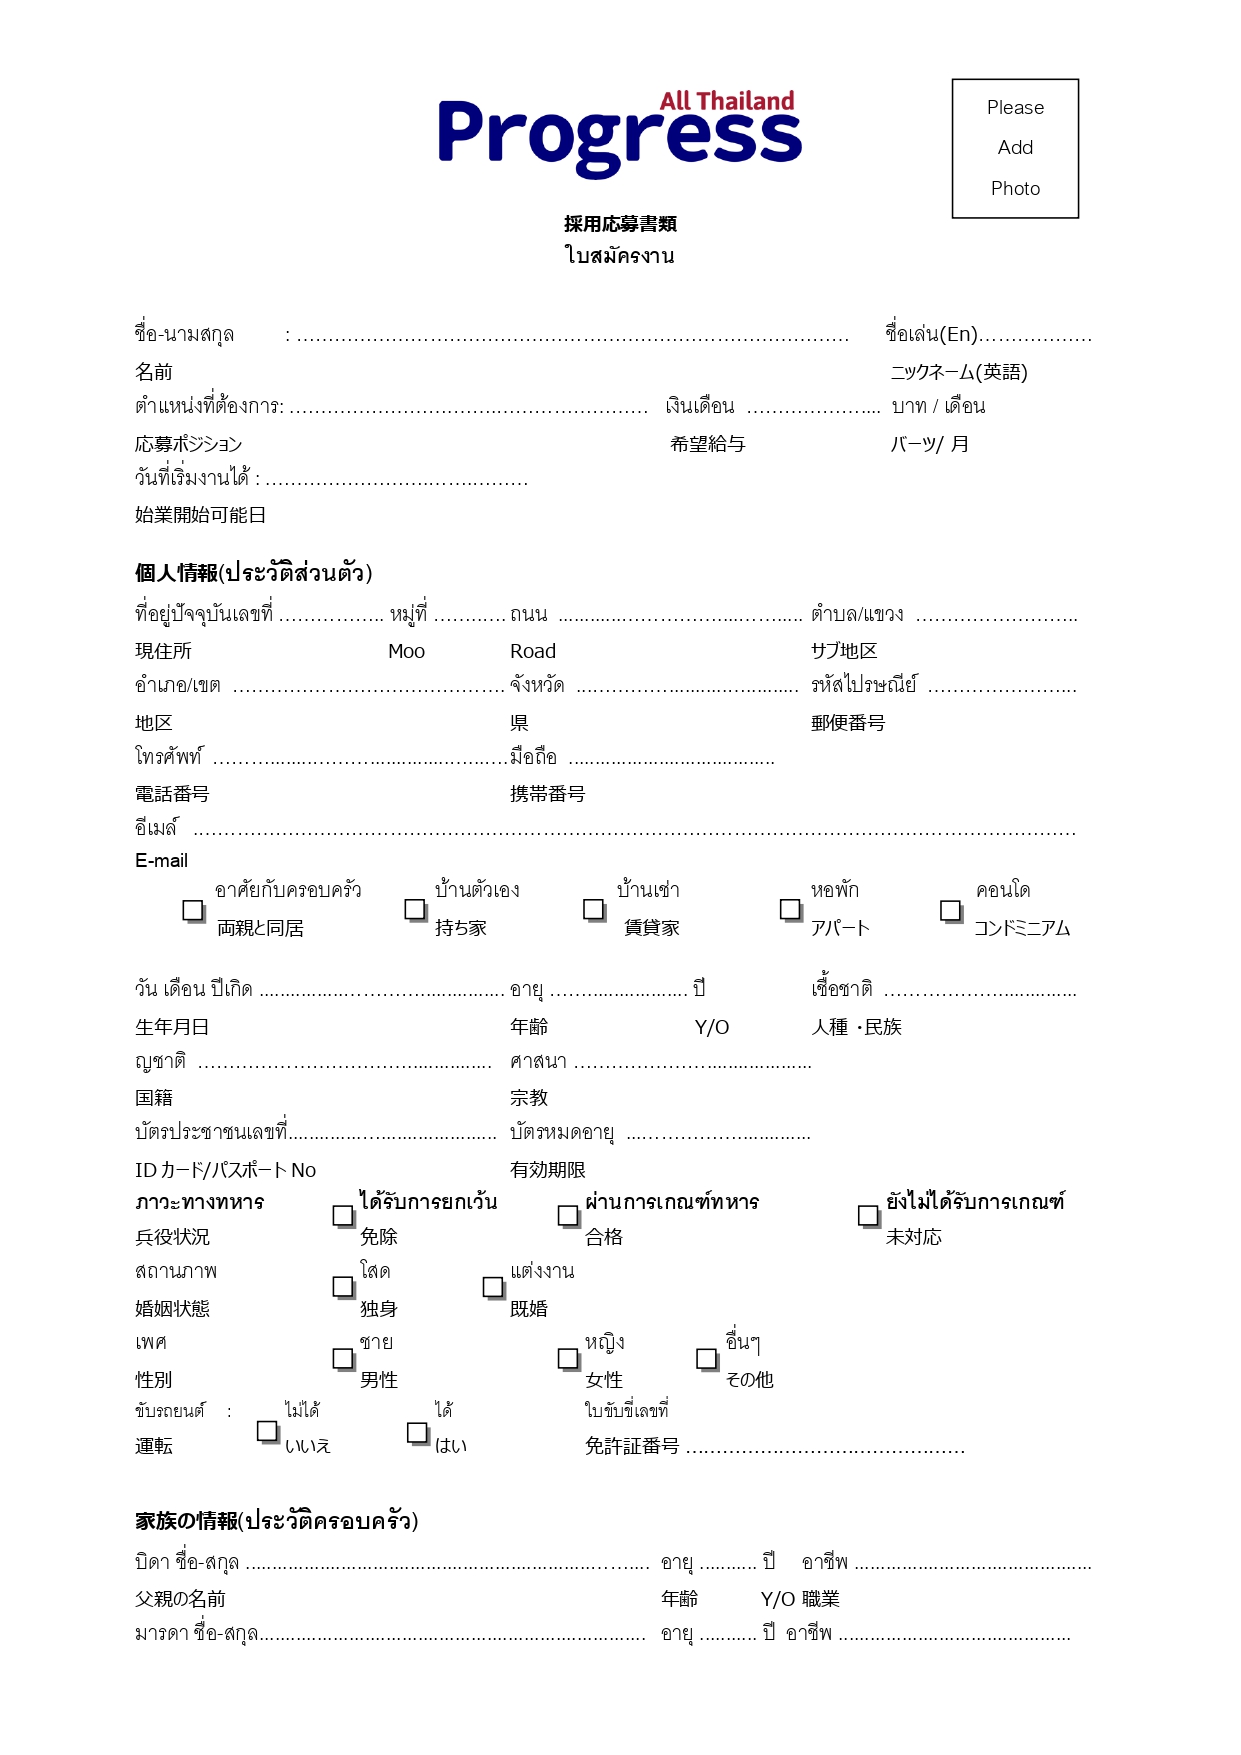 All Thailand
Progress
Please
Add
Photo
採用応募書類
ใบสมัครงาน
ชื่อ-นามสกุล : ........................................................................................ ชื่อเล่น(En)..................
名前 ニックネーム(英語)
ตำแหน่งที่ต้องการ: ......................................................... เงินเดือน ..................... บาท / เดือน
応募ポジション 希望給与 バーツ/ 月
วันที่เริ่มงานได้ : ..........................................
始業開始可能日
個人情報(ประวัติส่วนตัว)
ที่อยู่ปัจจุบันเลขที่ ................. หมู่ที่ ............ ถนน .......................................... ตำบล/แขวง ..........................
現住所 Moo Road サブ地区
อำเภอ/เขต ........................................... จังหวัด ....................................... รหัสไปรษณีย์ ........................
地区 県 郵便番号
โทรศัพท์ .................................................มือถือ .......................................
電話番号 携帯番号
อีเมล์ ............................................................................................................................................
E-mail
อาศัยกับครอบครัว บ้านตัวเอง บ้านเช่า หอพัก คอนโด
両親と同居 持ち家 賃貸家 アパート コンドミニアム
วัน เดือน ปีเกิด .......................................... อายุ .......................... ปี เชื้อชาติ ...................................
生年月日 年齢 Y/O 人種・民族
ญชาติ .................................................. ศาสนา .........................................
国籍 宗教
บัตรประชาชนเลขที่....................................... บัตรหมดอายุ ...............................
IDカード/パスポートNo 有効期限
ภาวะทางทหาร ได้รับการยกเว้น ผ่านการเกณฑ์ทหาร ยังไม่ได้รับการเกณฑ์
兵役状況 免除 合格 未対応
สถานภาพ โสด แต่งงาน
婚姻状態 独身 既婚
เพศ ชาย หญิง อื่นๆ
性別 男性 女性 その他
ขับรถยนต์ : ไม่ได้ ได้ ใบขับขี่เลขที่
運転 いいえ はい 免許証番号 .............................................
家族の情報(ประวัติครอบครัว)
บิดา ชื่อ-สกุล ............................................................................. อายุ ........... ปี อาชีพ .............................................
父親の名前 年齢 Y/O 職業
มารดา ชื่อ-สกุล......................................................................... อายุ ........... ปี อาชีพ ............................................